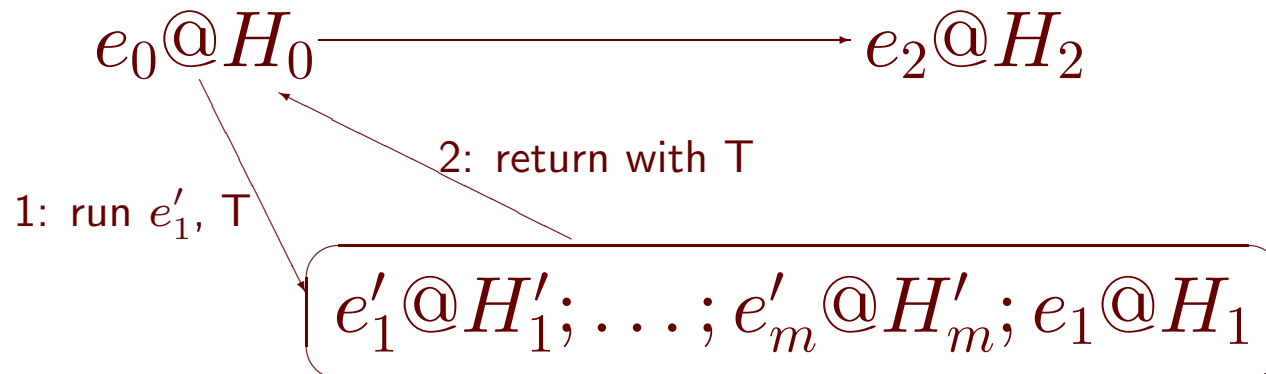 e₀@H₀ e₂@H₂
2: return with T
1: run e′₁, T
e′₁@H′₁; . . . ; e′ₘ@H′ₘ; e₁@H₁